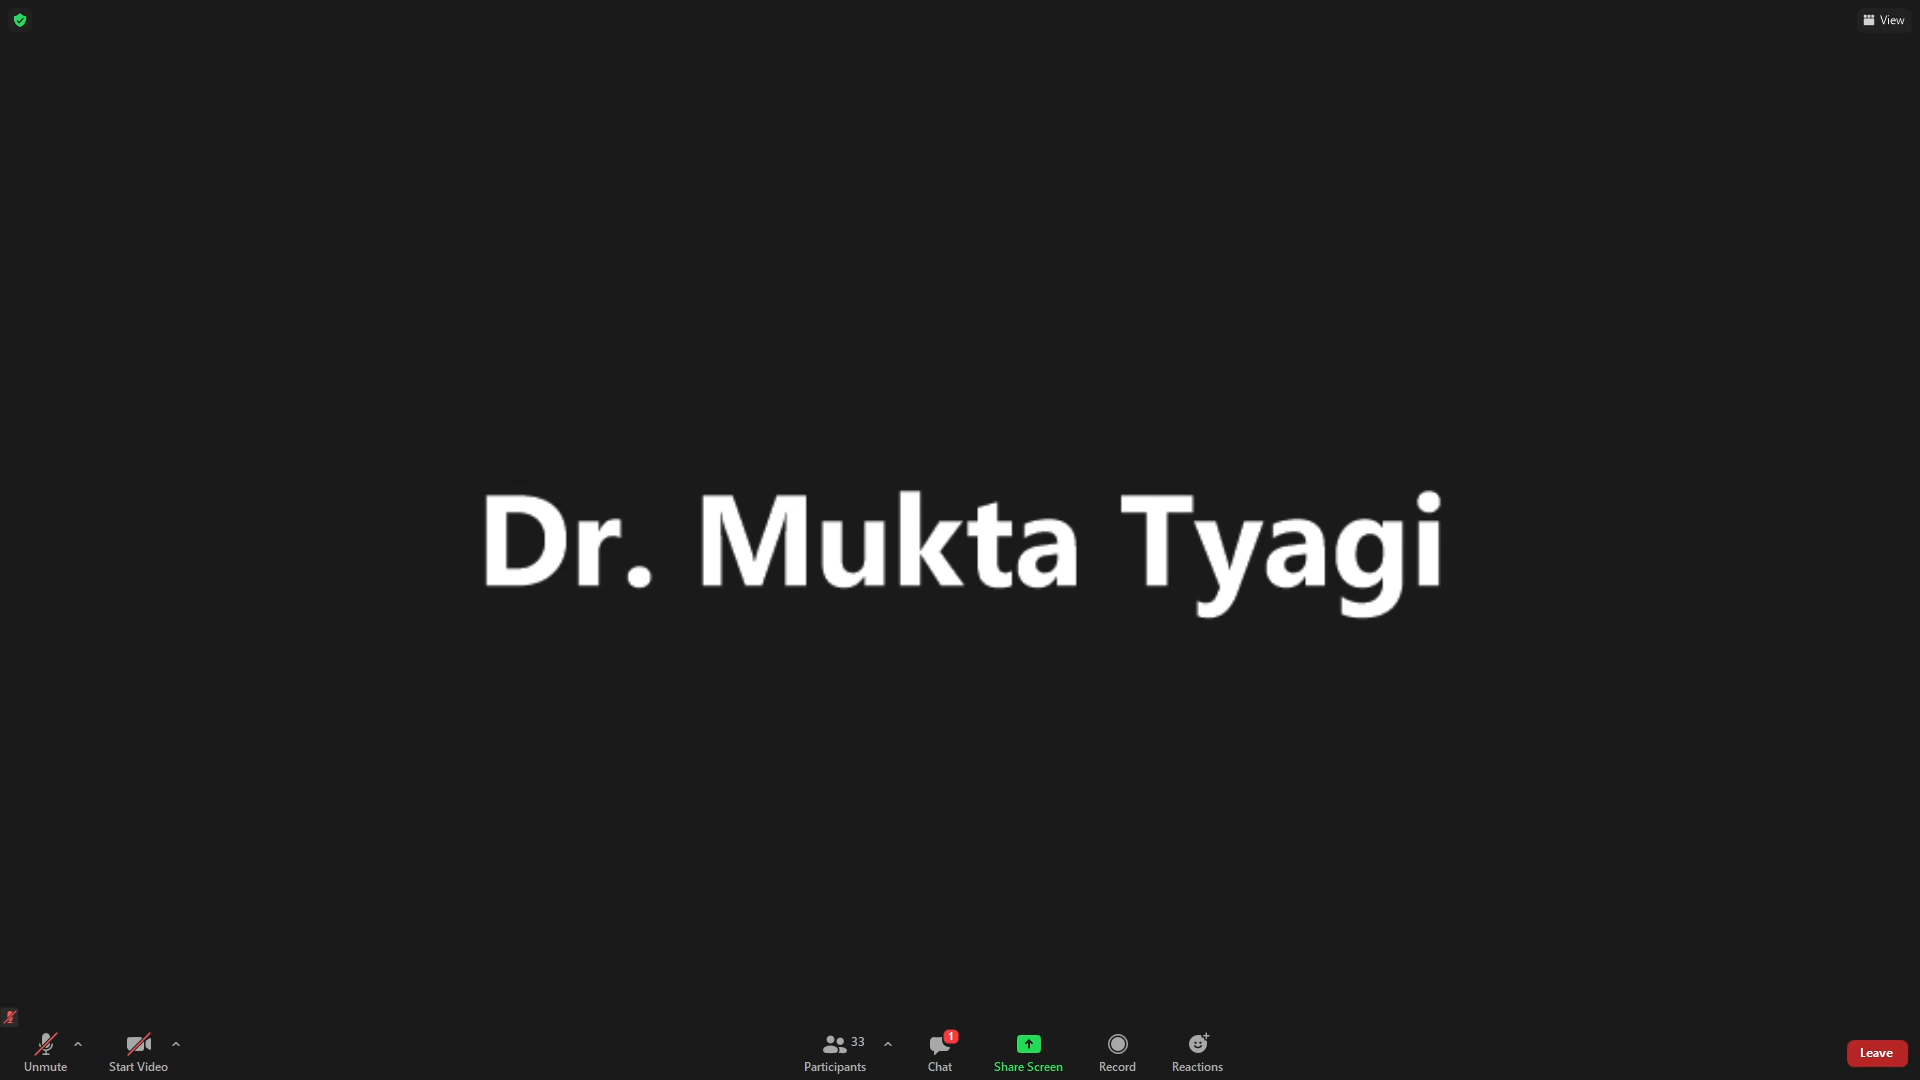 View
Dr. Mukta Tyagi
Unmute
Start Video
33
Participants
1
Chat
Share Screen
Record
Reactions
Leave